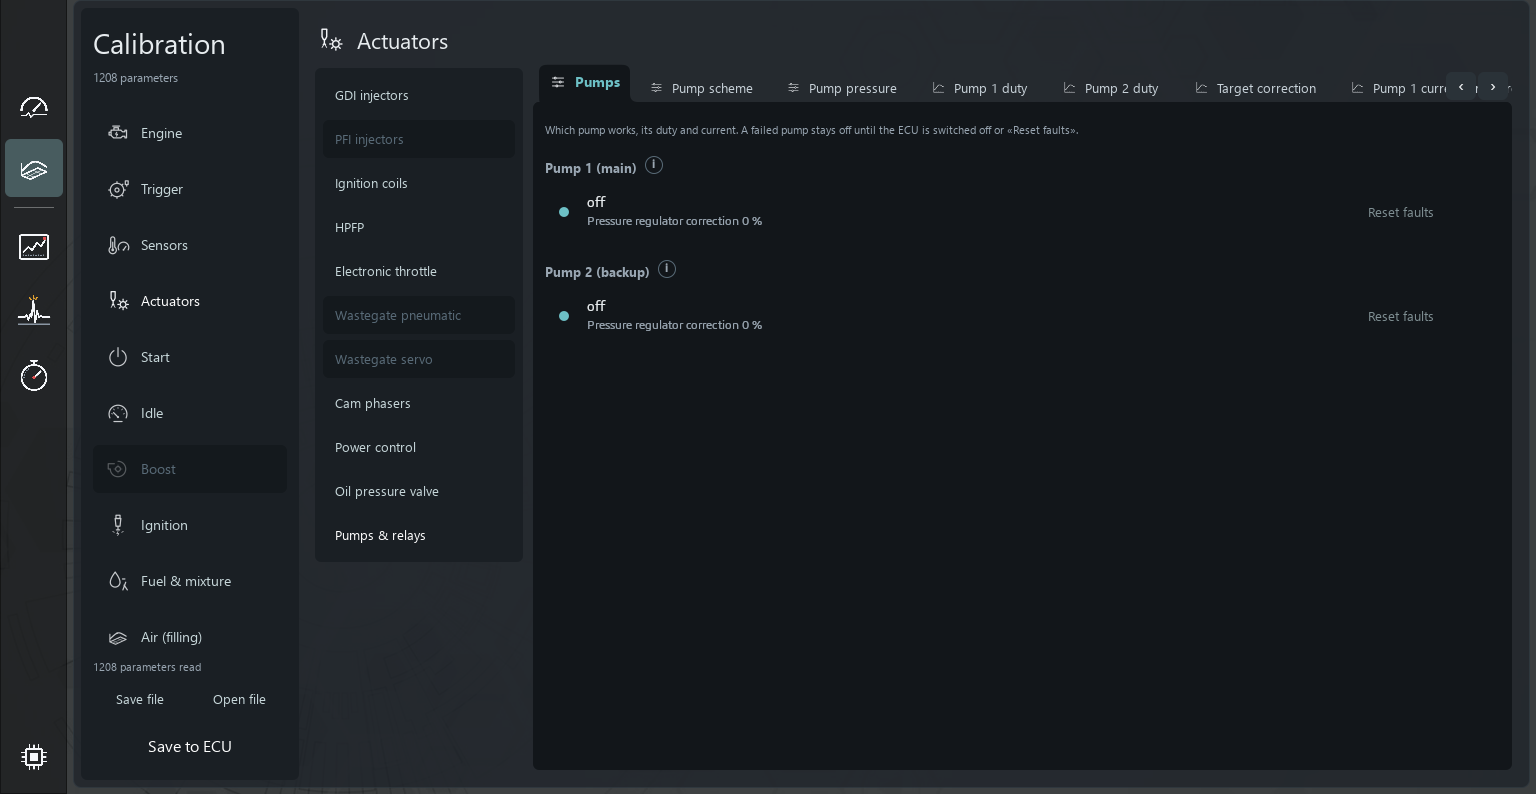 Calibration
1208 parameters
Engine
Trigger
Sensors
Actuators
Start
Idle
Boost
Ignition
Fuel & mixture
Air (filling)
1208 parameters read
Save file
Open file
Save to ECU
Actuators
GDI injectors
PFI injectors
Ignition coils
HPFP
Electronic throttle
Wastegate pneumatic
Wastegate servo
Cam phasers
Power control
Oil pressure valve
Pumps & relays
Pumps
Pump scheme
Pump pressure
Pump 1 duty
Pump 2 duty
Target correction
Pump 1
Which pump works, its duty and current. A failed pump stays off until the ECU is switched off or «Reset faults».
Pump 1 (main)
off
Pressure regulator correction 0 %
Reset faults
Pump 2 (backup)
off
Pressure regulator correction 0 %
Reset faults